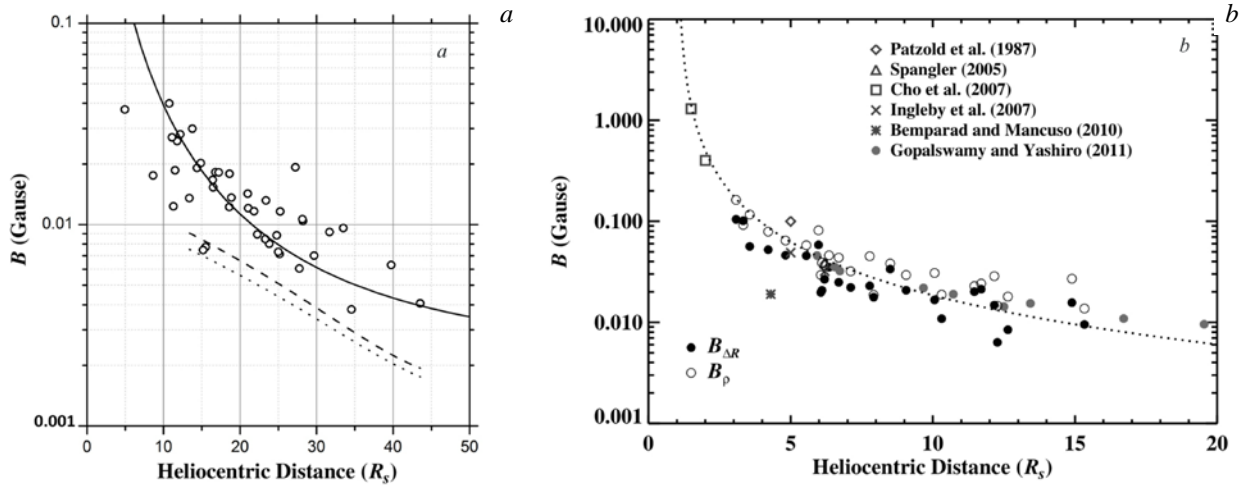 a
a
0.1
0.01
0.001
B (Gause)
0 10 20 30 40 50
Heliocentric Distance (Rs)
b
b
10.000
1.000
0.100
0.010
0.001
B (Gause)
Patzold et al. (1987)
Spangler (2005)
Cho et al. (2007)
Ingleby et al. (2007)
Bemparad and Mancuso (2010)
Gopalswamy and Yashiro (2011)
BΔR
Bρ
0 5 10 15 20
Heliocentric Distance (Rs)